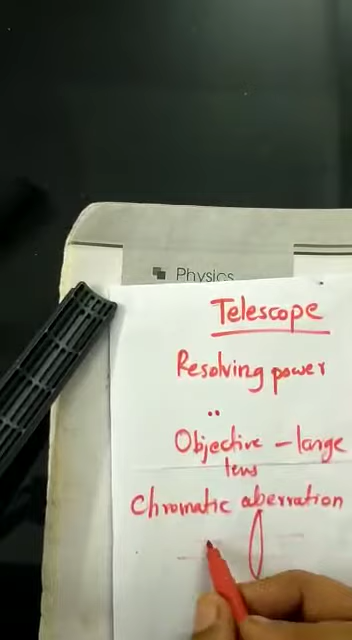 Physics
Telescope
Resolving power
Objective - large
lens
Chromatic aberration